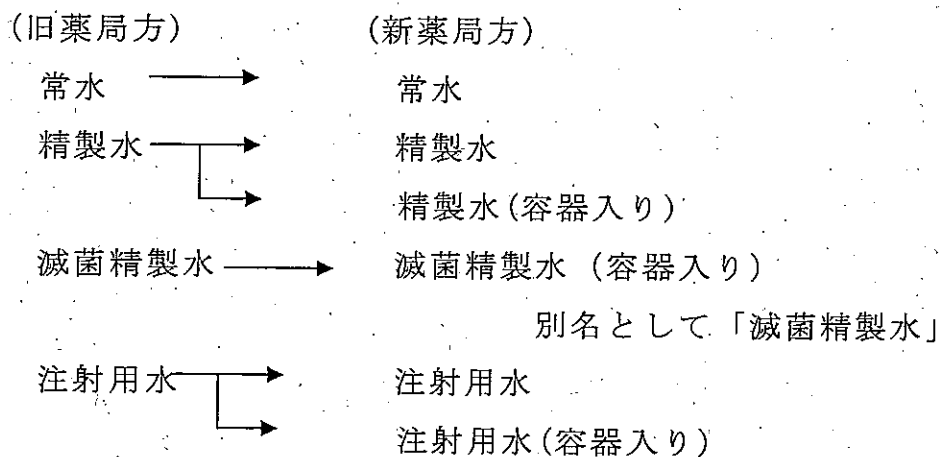 (旧薬局方) (新薬局方)
常水 常水
精製水 精製水
精製水(容器入り)
滅菌精製水 滅菌精製水 (容器入り)
別名として「滅菌精製水」
注射用水 注射用水
注射用水(容器入り)